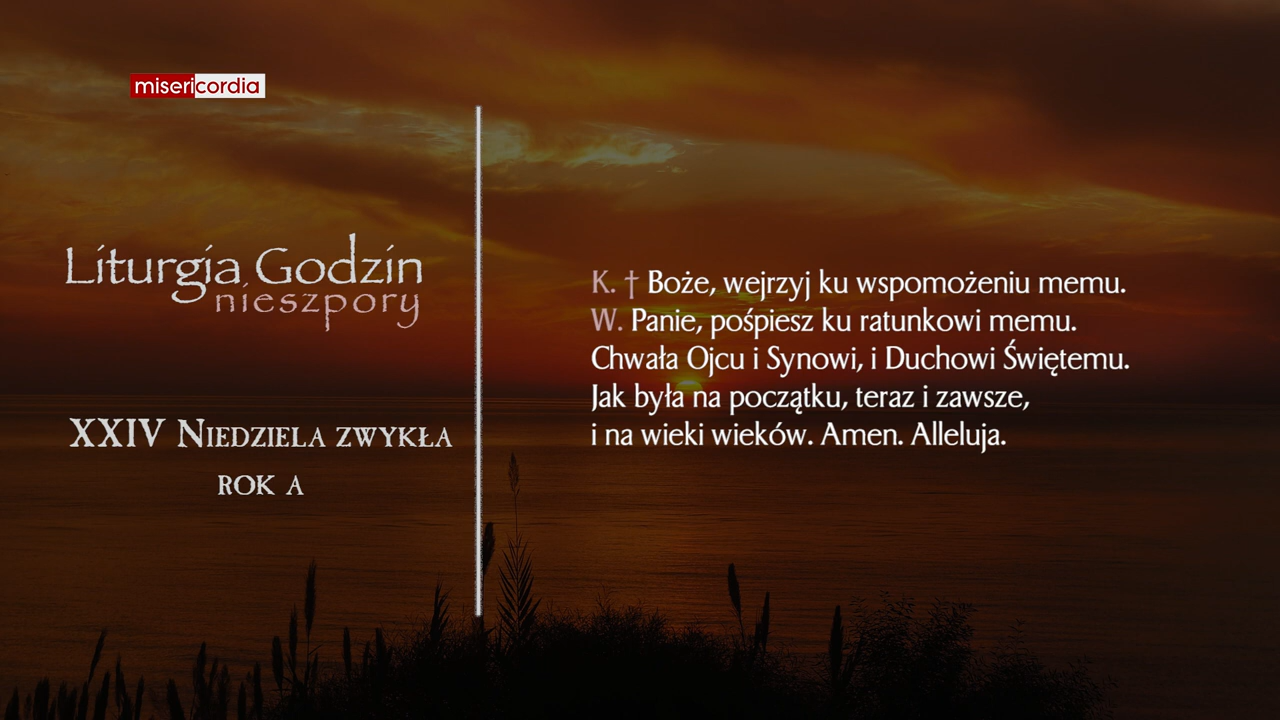 misericordia
Liturgia Godzin
nieszpory
XXIV Niedziela zwykła
rok A
K. † Boże, wejrzyj ku wspomożeniu memu.
W. Panie, pośpiesz ku ratunkowi memu.
Chwała Ojcu i Synowi, i Duchowi Świętemu.
Jak była na początku, teraz i zawsze,
i na wieki wieków. Amen. Alleluja.